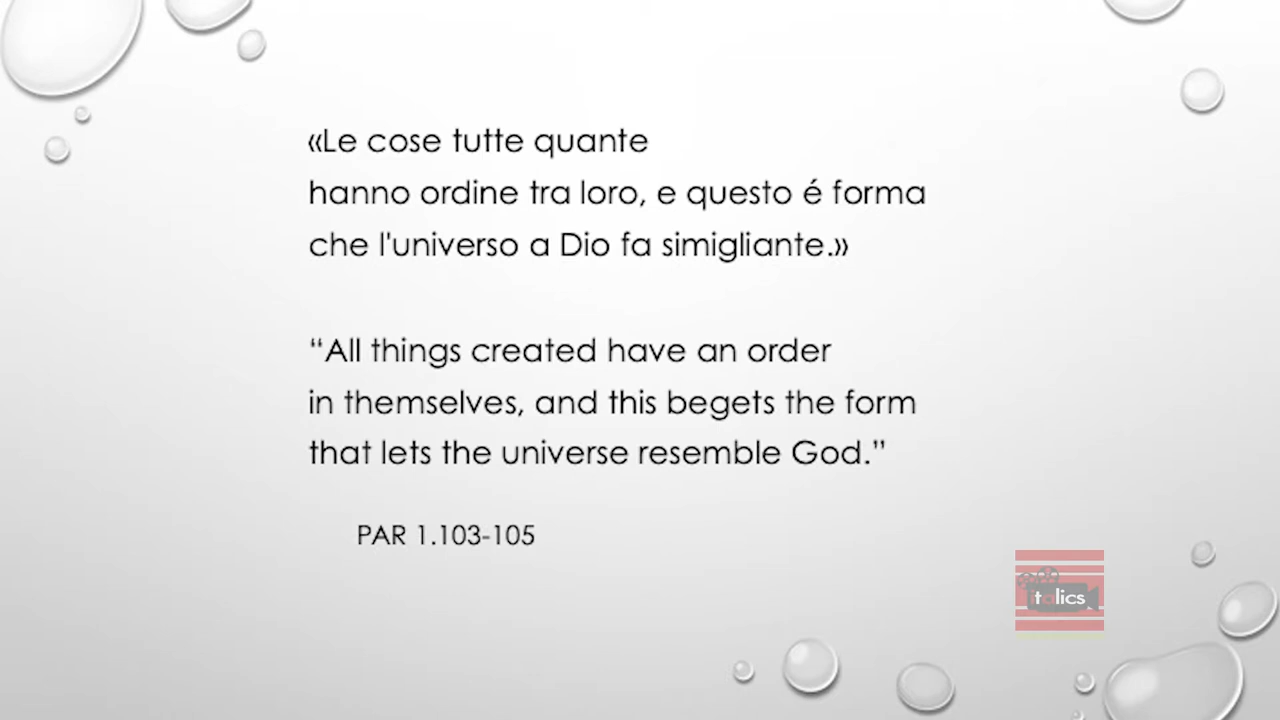 «Le cose tutte quante
hanno ordine tra loro, e questo é forma
che l'universo a Dio fa simigliante.»
“All things created have an order
in themselves, and this begets the form
that lets the universe resemble God.”
PAR 1.103-105
italics